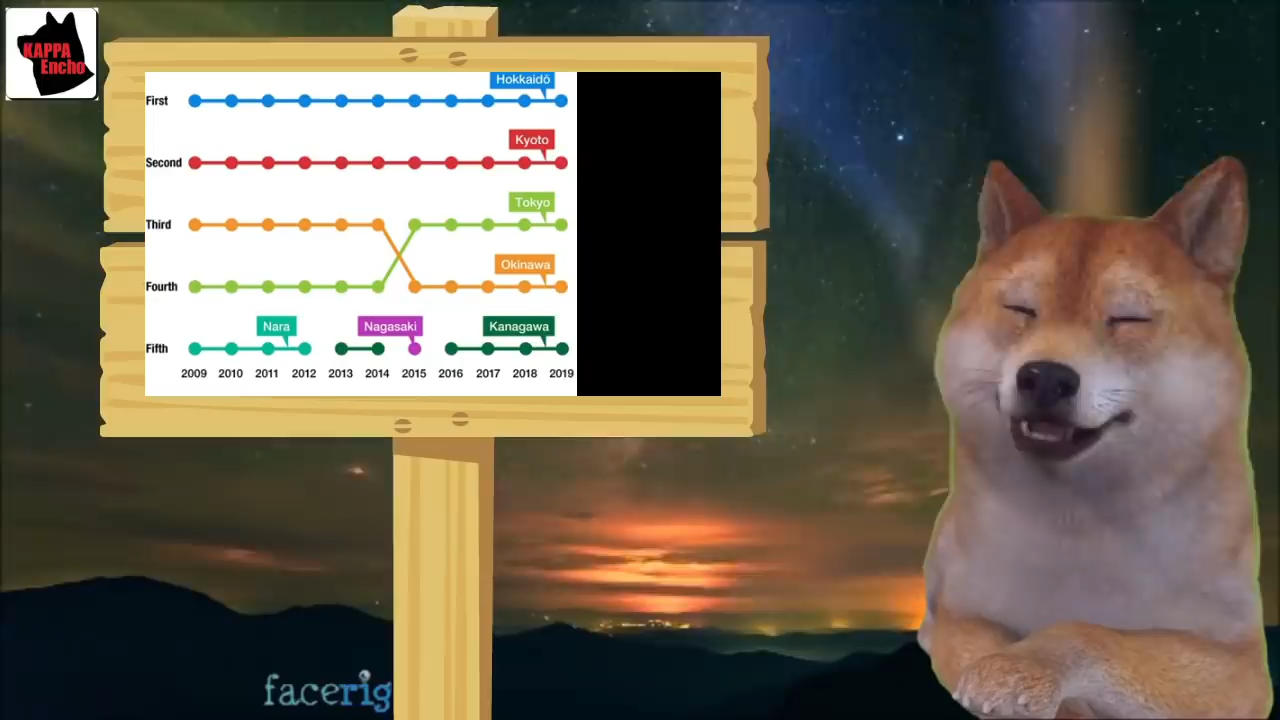 KAPPA
Encho
Hokkaidō
First
Kyoto
Second
Tokyo
Third
Okinawa
Fourth
Nara
Nagasaki
Kanagawa
Fifth
2009 2010 2011 2012 2013 2014 2015 2016 2017 2018 2019
facerig